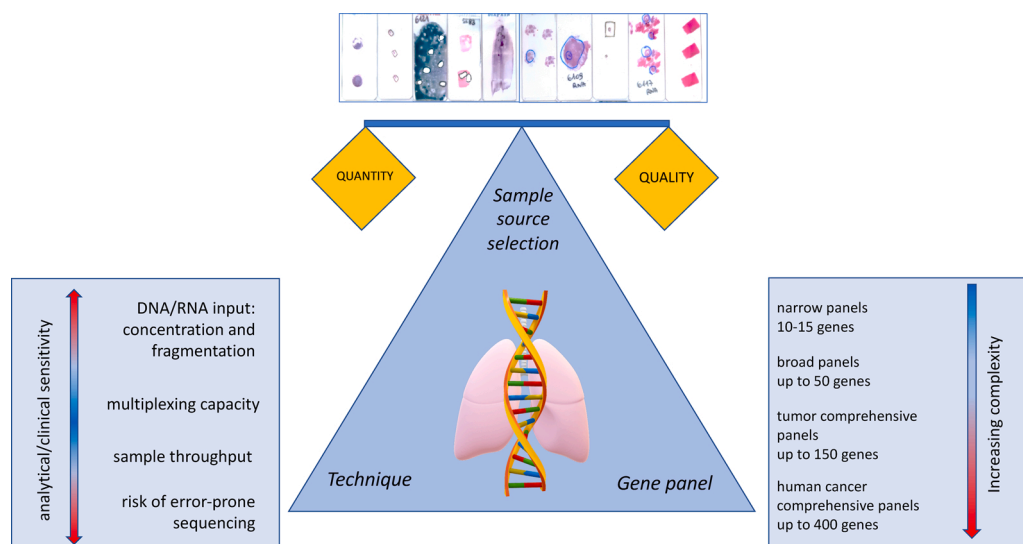 6109
6117
QUANTITY
QUALITY
Sample
source
selection
analytical/clinical sensitivity
DNA/RNA input:
concentration and
fragmentation
multiplexing capacity
sample throughput
risk of error-prone
sequencing
Technique
Gene panel
narrow panels
10-15 genes
broad panels
up to 50 genes
tumor comprehensive
panels
up to 150 genes
human cancer
comprehensive panels
up to 400 genes
Increasing complexity